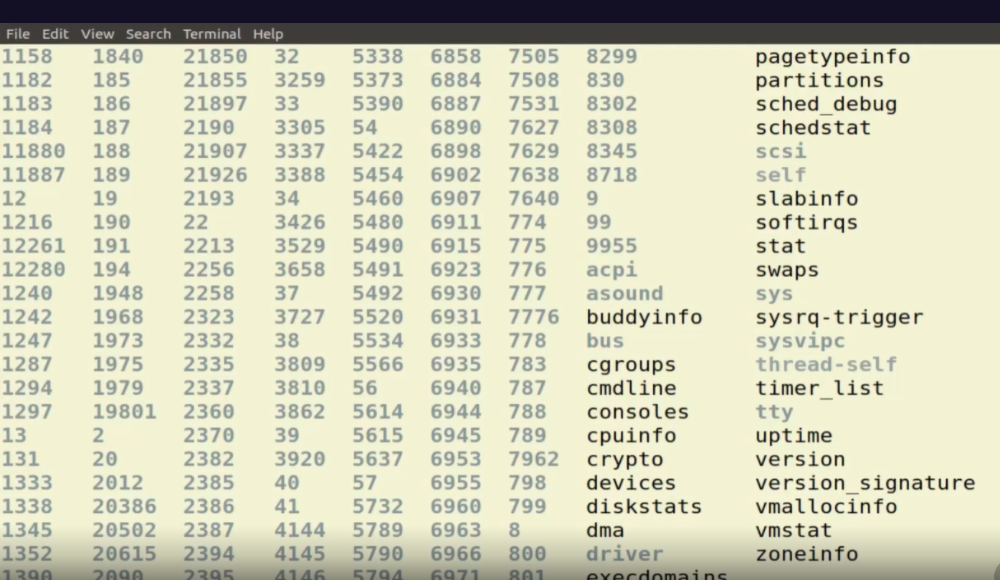 File Edit View Search Terminal Help
1158 1840 21850 32 5338 6858 7505 8299 pagetypeinfo
1182 185 21855 3259 5373 6884 7508 830 partitions
1183 186 21897 33 5390 6887 7531 8302 sched_debug
1184 187 2190 3305 54 6890 7627 8308 schedstat
11880 188 21907 3337 5422 6898 7629 8345 scsi
11887 189 21926 3388 5454 6902 7638 8718 self
12 19 2193 34 5460 6907 7640 9 slabinfo
1216 190 22 3426 5480 6911 774 99 softirqs
12261 191 2213 3529 5490 6915 775 9955 stat
12280 194 2256 3658 5491 6923 776 acpi swaps
1240 1948 2258 37 5492 6930 777 asound sys
1242 1968 2323 3727 5520 6931 7776 buddyinfo sysrq-trigger
1247 1973 2332 38 5534 6933 778 bus sysvipc
1287 1975 2335 3809 5566 6935 783 cgroups thread-self
1294 1979 2337 3810 56 6940 787 cmdline timer_list
1297 19801 2360 3862 5614 6944 788 consoles tty
13 2 2370 39 5615 6945 789 cpuinfo uptime
131 20 2382 3920 5637 6953 7962 crypto version
1333 2012 2385 40 57 6955 798 devices version_signature
1338 20386 2386 41 5732 6960 799 diskstats vmallocinfo
1345 20502 2387 4144 5789 6963 8 dma vmstat
1352 20615 2394 4145 5790 6966 800 driver zoneinfo
1390 2090 2395 4146 5794 6971 801 execdomains